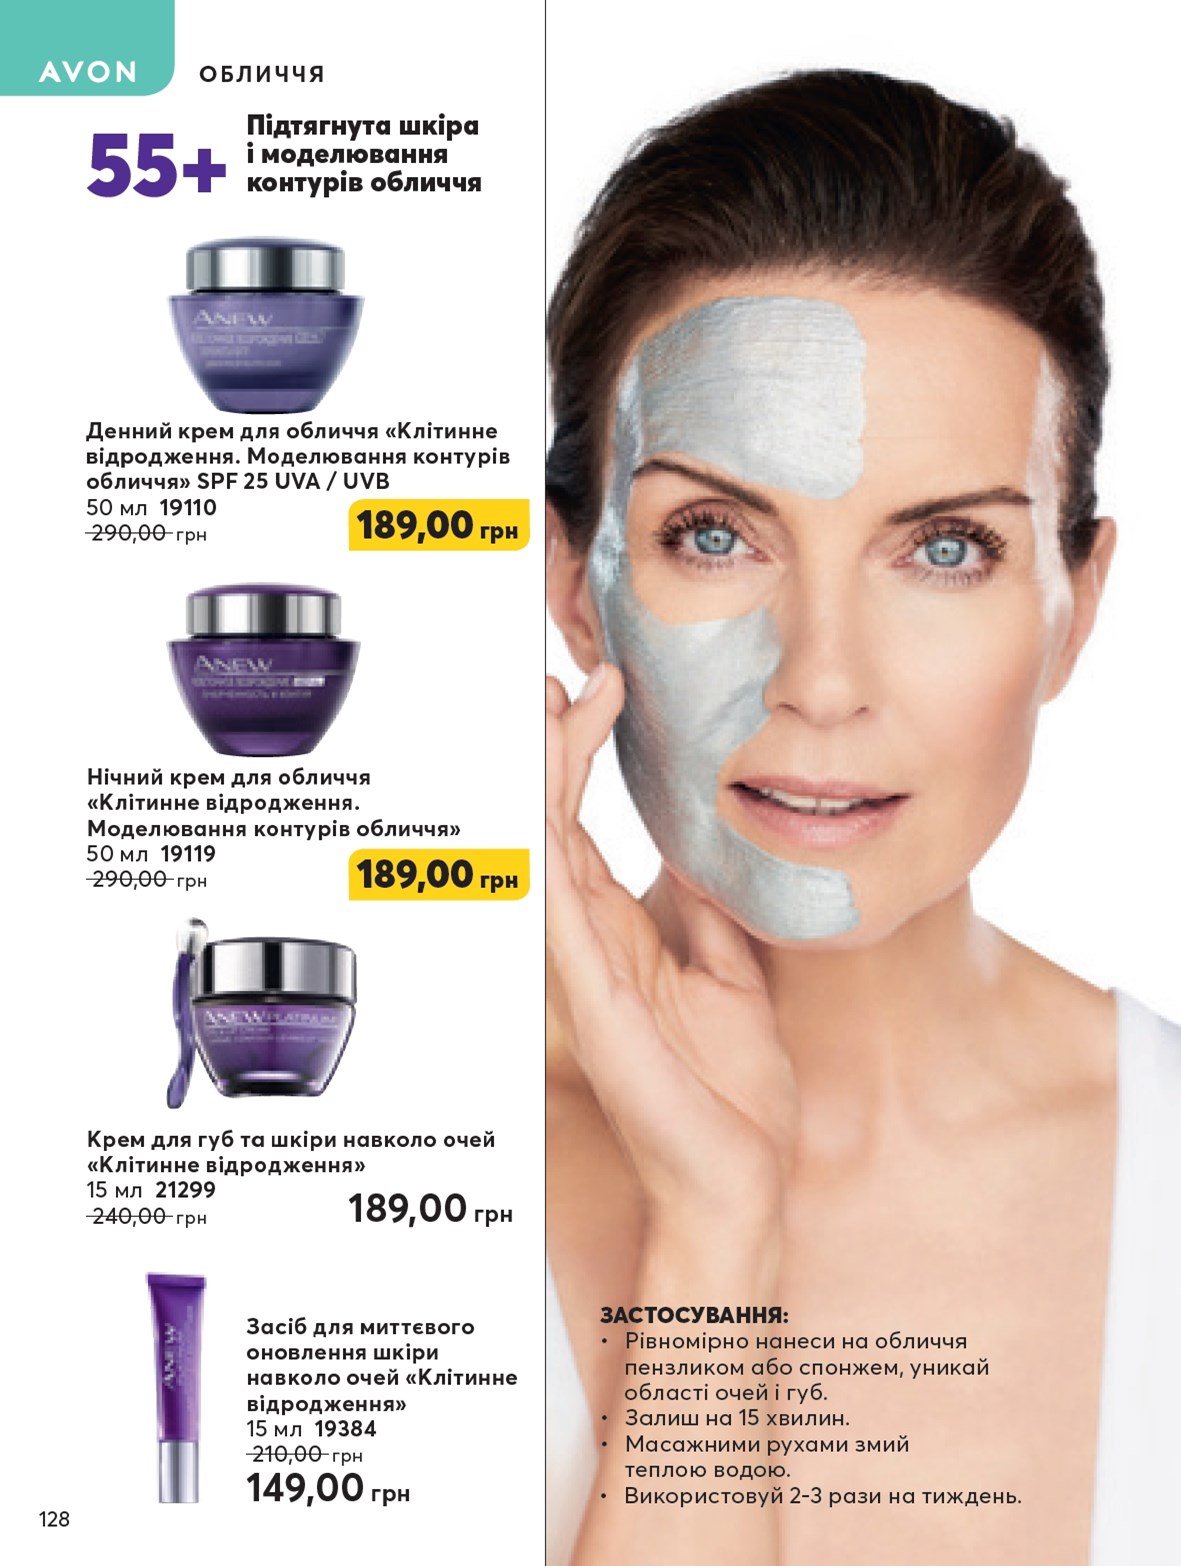 AVON
ОБЛИЧЧЯ
55+
Підтягнута шкіра
і моделювання
контурів обличчя
ANEW
Денний крем для обличчя «Клітинне
відродження. Моделювання контурів
обличчя» SPF 25 UVA / UVB
50 мл 19110
290,00 грн
189,00 грн
ANEW
Нічний крем для обличчя
«Клітинне відродження.
Моделювання контурів обличчя»
50 мл 19119
290,00 грн
189,00 грн
ANEW PLATINUM
Крем для губ та шкіри навколо очей
«Клітинне відродження»
15 мл 21299
240,00 грн
189,00 грн
ANEW
Засіб для миттєвого
оновлення шкіри
навколо очей «Клітинне
відродження»
15 мл 19384
210,00 грн
149,00 грн
128
ЗАСТОСУВАННЯ:
• Рівномірно нанеси на обличчя
пензликом або спонжем, уникай
області очей і губ.
• Залиш на 15 хвилин.
• Масажними рухами змий
теплою водою.
• Використовуй 2-3 рази на тиждень.